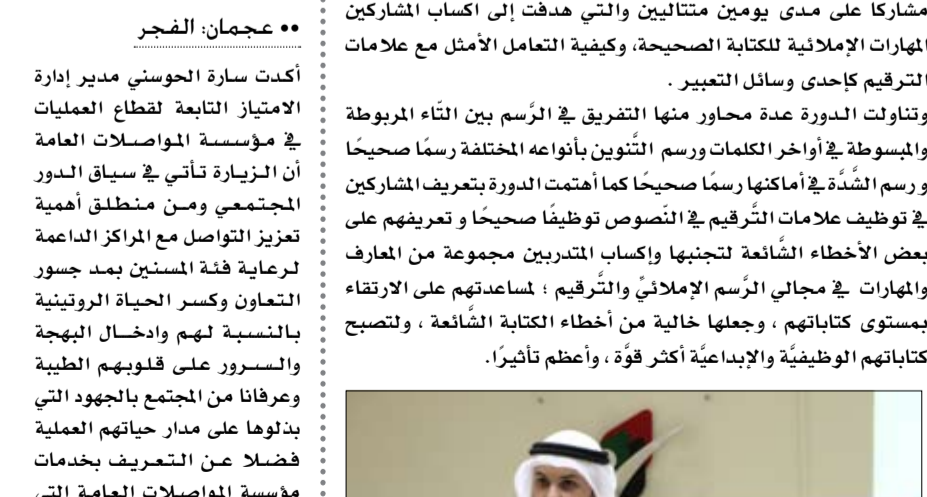 مشاركا على مدى يومين متتاليين والتي هدفت إلى اكساب المشاركين
المهارات الإملائية للكتابة الصحيحة، وكيفية التعامل الأمثل مع علامات
الترقيم كإحدى وسائل التعبير .
وتناولت الدورة عدة محاور منها التفريق في الرَّسم بين التّاء المربوطة
والمبسوطة في أواخر الكلمات ورسم التَّنوين بأنواعه المختلفة رسمًا صحيحًا
و رسم الشَّدَّة في أماكنها رسمًا صحيحًا كما أهتمت الدورة بتعريف المشاركين
في توظيف علامات التَّرقيم في النّصوص توظيفًا صحيحًا و تعريفهم على
بعض الأخطاء الشَّائعة لتجنبها وإكساب المتدربين مجموعة من المعارف
والمهارات في مجالي الرَّسم الإملائيِّ والتَّرقيم ؛ لمساعدتهم على الارتقاء
بمستوى كتاباتهم ، وجعلها خالية من أخطاء الكتابة الشَّائعة ، ولتصبح
كتاباتهم الوظيفيَّة والإبداعيَّة أكثر قوَّة ، وأعظم تأثيرًا.
•• عجمان: الفجر
أكدت سارة الحوسني مدير إدارة
الامتياز التابعة لقطاع العمليات
في مؤسسة المواصلات العامة
أن الزيارة تأتي في سياق الدور
المجتمعي ومن منطلق أهمية
تعزيز التواصل مع المراكز الداعمة
لرعاية فئة المسنين بمد جسور
التعاون وكسر الحياة الروتينية
بالنسبة لهم وادخال البهجة
والسرور على قلوبهم الطيبة
وعرفانا من المجتمع بالجهود التي
بذلوها على مدار حياتهم العملية
فضلا عن التعريف بخدمات
مؤسسة المواصلات العامة التي